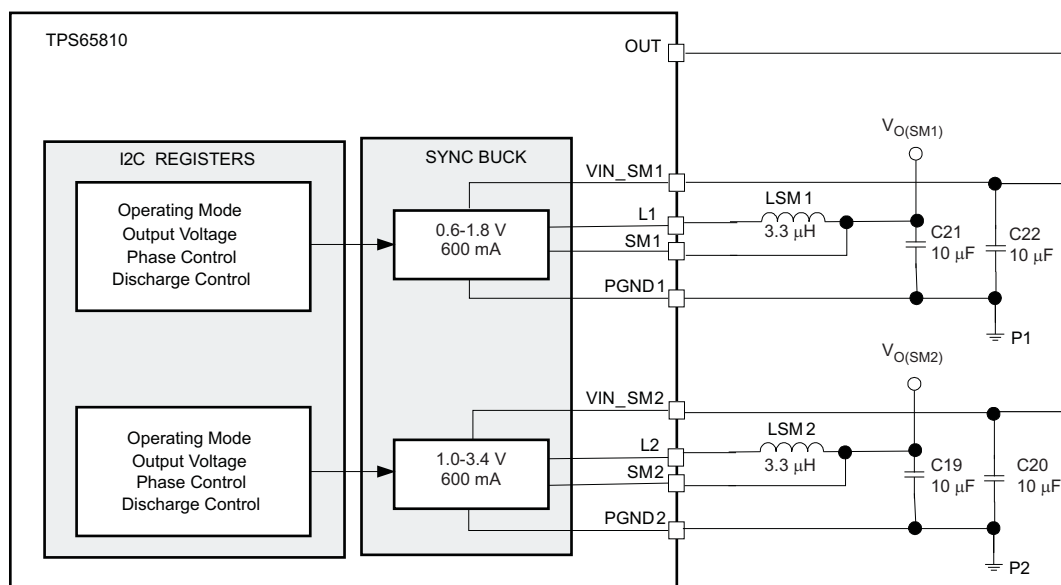 TPS65810
OUT
I2C REGISTERS
SYNC BUCK
Operating Mode
Output Voltage
Phase Control
Discharge Control
0.6-1.8 V
600 mA
VIN_SM1
L1
SM1
PGND1
LSM1
3.3 μH
VO(SM1)
C21
10 μF
C22
10 μF
P1
Operating Mode
Output Voltage
Phase Control
Discharge Control
1.0-3.4 V
600 mA
VIN_SM2
L2
SM2
PGND2
LSM2
3.3 μH
VO(SM2)
C19
10 μF
C20
10 μF
P2